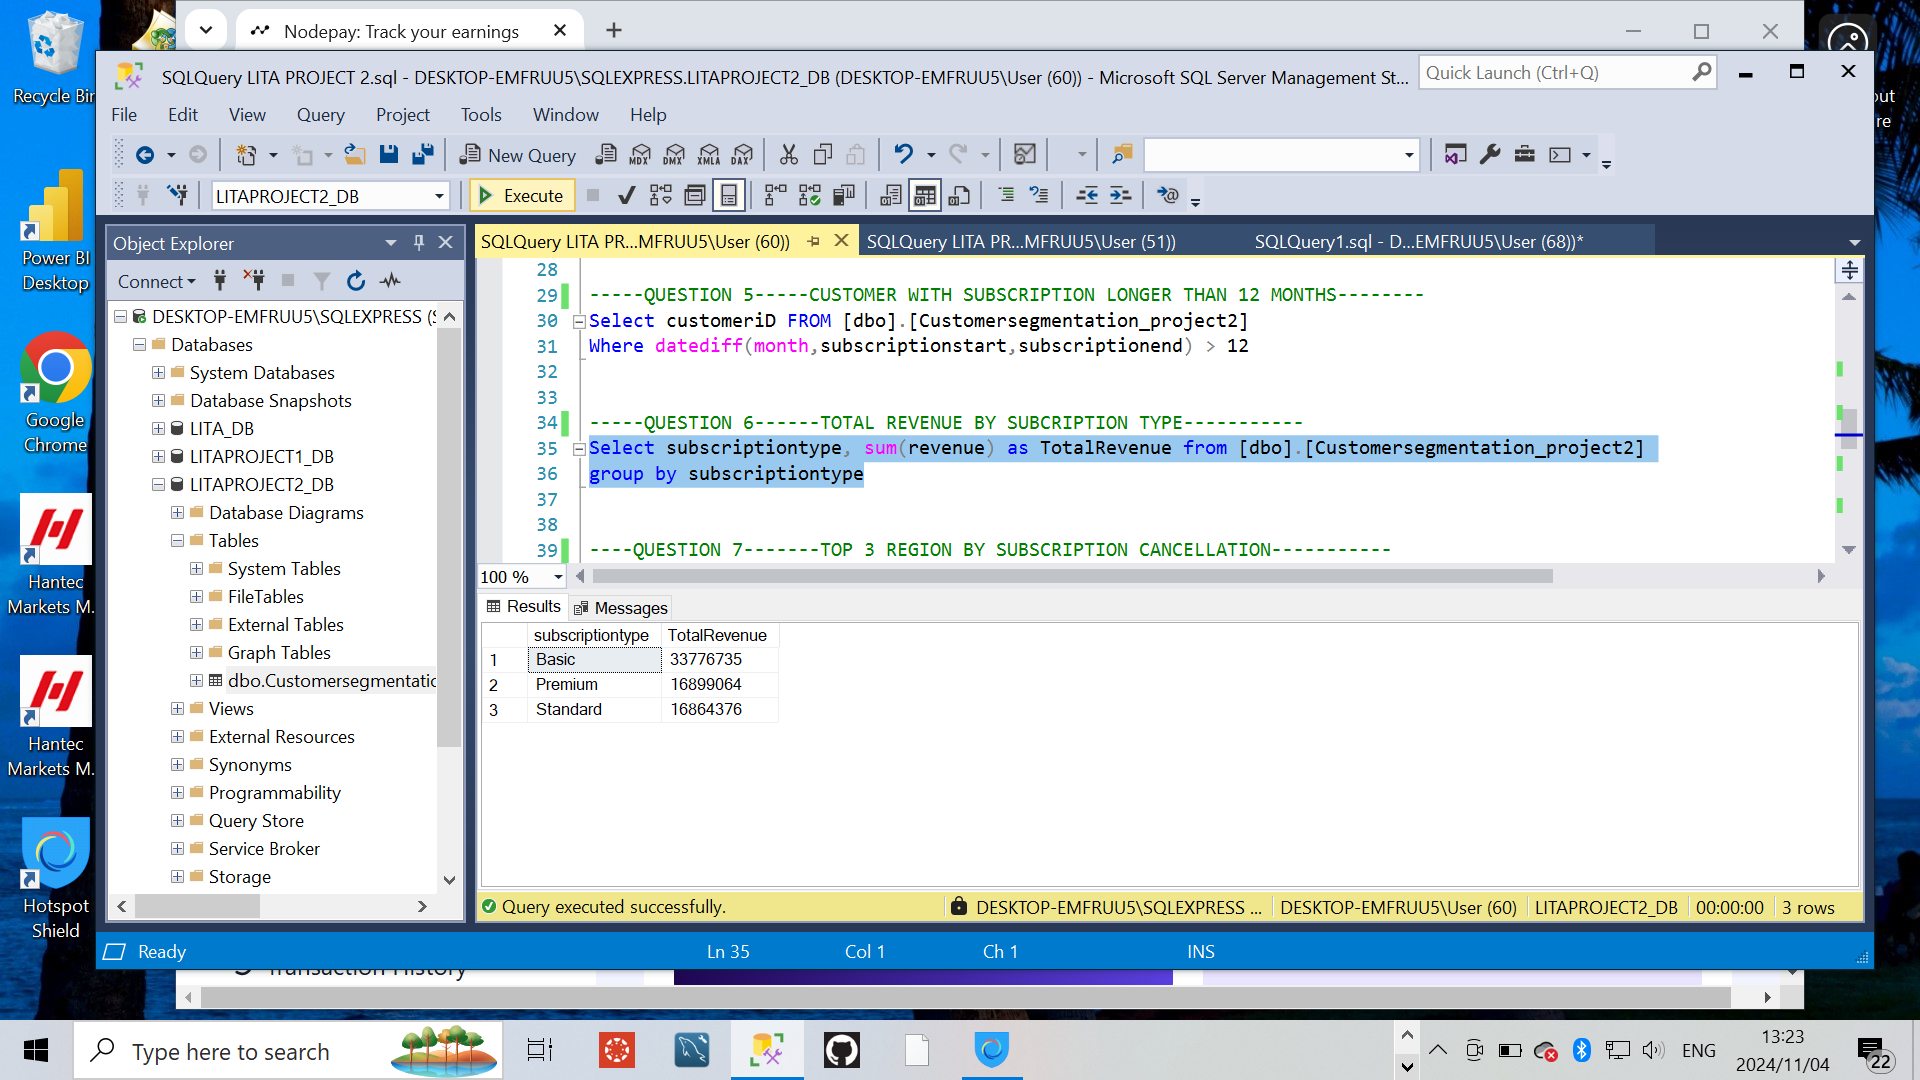 Nodepay: Track your earnings
Recycle Bin
SQLQuery LITA PROJECT 2.sql - DESKTOP-EMFRUU5\SQLEXPRESS.LITAPROJECT2_DB (DESKTOP-EMFRUU5\User (60)) - Microsoft SQL Server Management St...
Quick Launch (Ctrl+Q)
File Edit View Query Project Tools Window Help
New Query
MDX DMX XMLA DAX
LITAPROJECT2_DB
Execute
Power BI
Desktop
Google
Chrome
Hantec
Markets M...
Hantec
Markets M...
Hotspot
Shield
Object Explorer
Connect
DESKTOP-EMFRUU5\SQLEXPRESS (S
Databases
System Databases
Database Snapshots
LITA_DB
LITAPROJECT1_DB
LITAPROJECT2_DB
Database Diagrams
Tables
System Tables
FileTables
External Tables
Graph Tables
dbo.Customersegmentatic
Views
External Resources
Synonyms
Programmability
Query Store
Service Broker
Storage
SQLQuery LITA PR...MFRUU5\User (60)) SQLQuery LITA PR...MFRUU5\User (51)) SQLQuery1.sql - D...EMFRUU5\User (68))*
28
29 -----QUESTION 5-----CUSTOMER WITH SUBSCRIPTION LONGER THAN 12 MONTHS--------
30 Select customeriD FROM [dbo].[Customersegmentation_project2]
31 Where datediff(month,subscriptionstart,subscriptionend) > 12
32
33
34 -----QUESTION 6------TOTAL REVENUE BY SUBCRIPTION TYPE-----------
35 Select subscriptiontype, sum(revenue) as TotalRevenue from [dbo].[Customersegmentation_project2]
36 group by subscriptiontype
37
38
39 ----QUESTION 7-------TOP 3 REGION BY SUBSCRIPTION CANCELLATION-----------
100 %
Results Messages
subscriptiontype TotalRevenue
1 Basic 33776735
2 Premium 16899064
3 Standard 16864376
Query executed successfully. DESKTOP-EMFRUU5\SQLEXPRESS ... DESKTOP-EMFRUU5\User (60) LITAPROJECT2_DB 00:00:00 3 rows
Ready Ln 35 Col 1 Ch 1 INS
Transaction History
Type here to search
ENG
13:23
2024/11/04
22